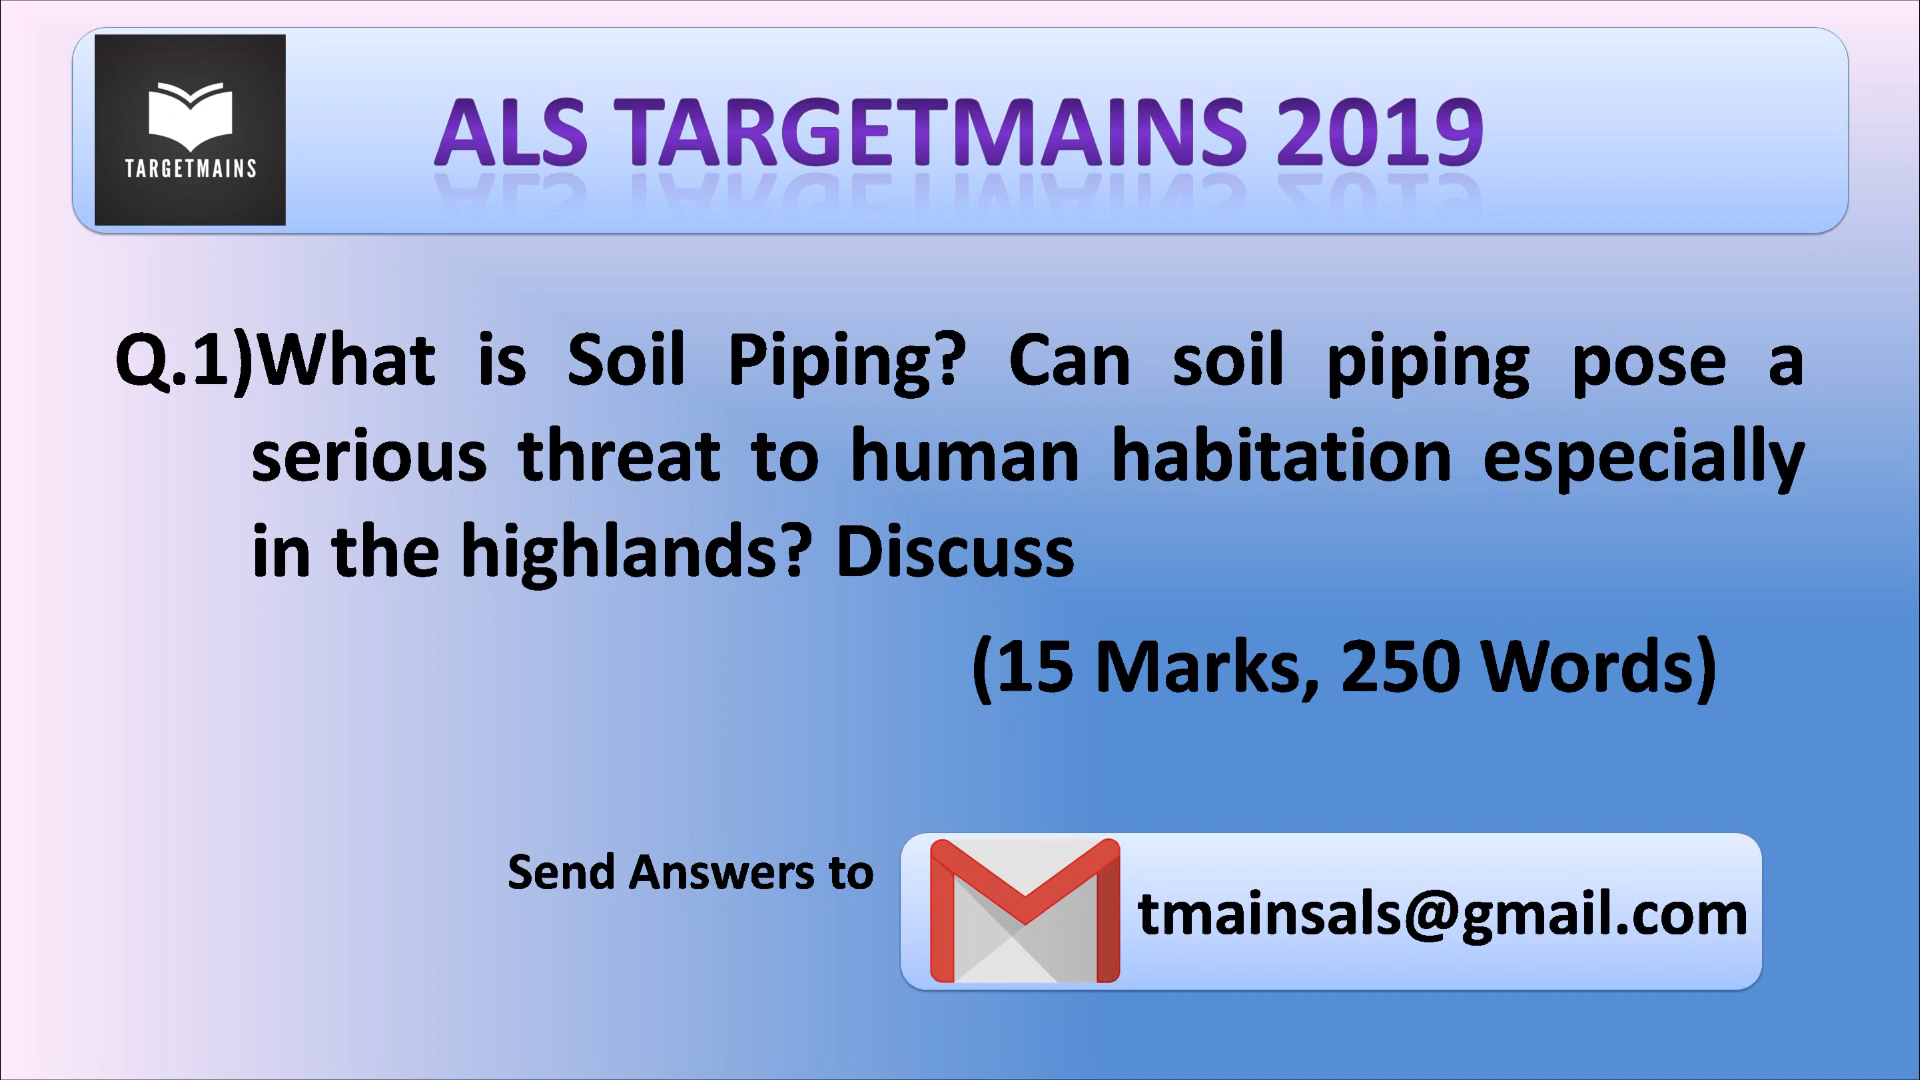 TARGETMAINS
ALS TARGETMAINS 2019
Q.1)What is Soil Piping? Can soil piping pose a
serious threat to human habitation especially
in the highlands? Discuss
(15 Marks, 250 Words)
Send Answers to
tmainsals@gmail.com